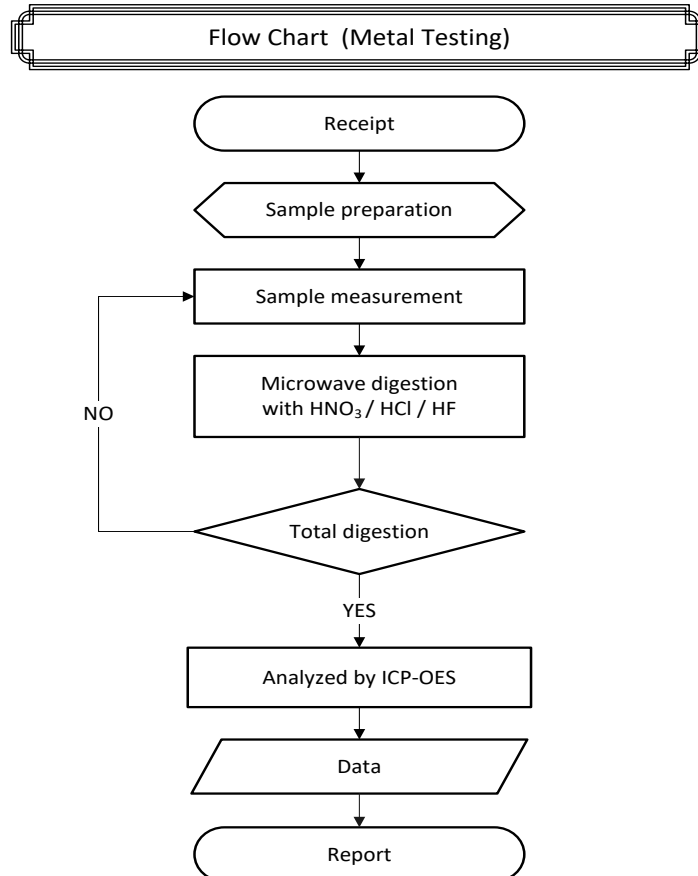 Flow Chart  (Metal Testing)
Receipt
Sample preparation
Sample measurement
Microwave digestion
with HNO₃ / HCl / HF
NO
Total digestion
YES
Analyzed by ICP-OES
Data
Report